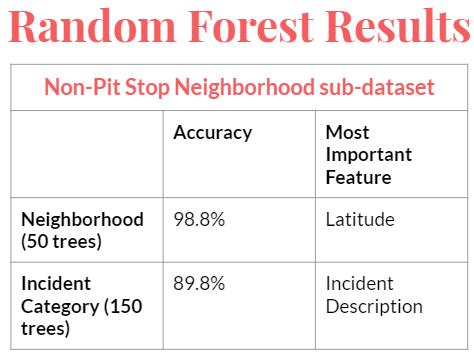 Random Forest Results
Non-Pit Stop Neighborhood sub-dataset
Accuracy
Most
Important
Feature
Neighborhood
(50 trees)
98.8%
Latitude
Incident
Category (150
trees)
89.8%
Incident
Description